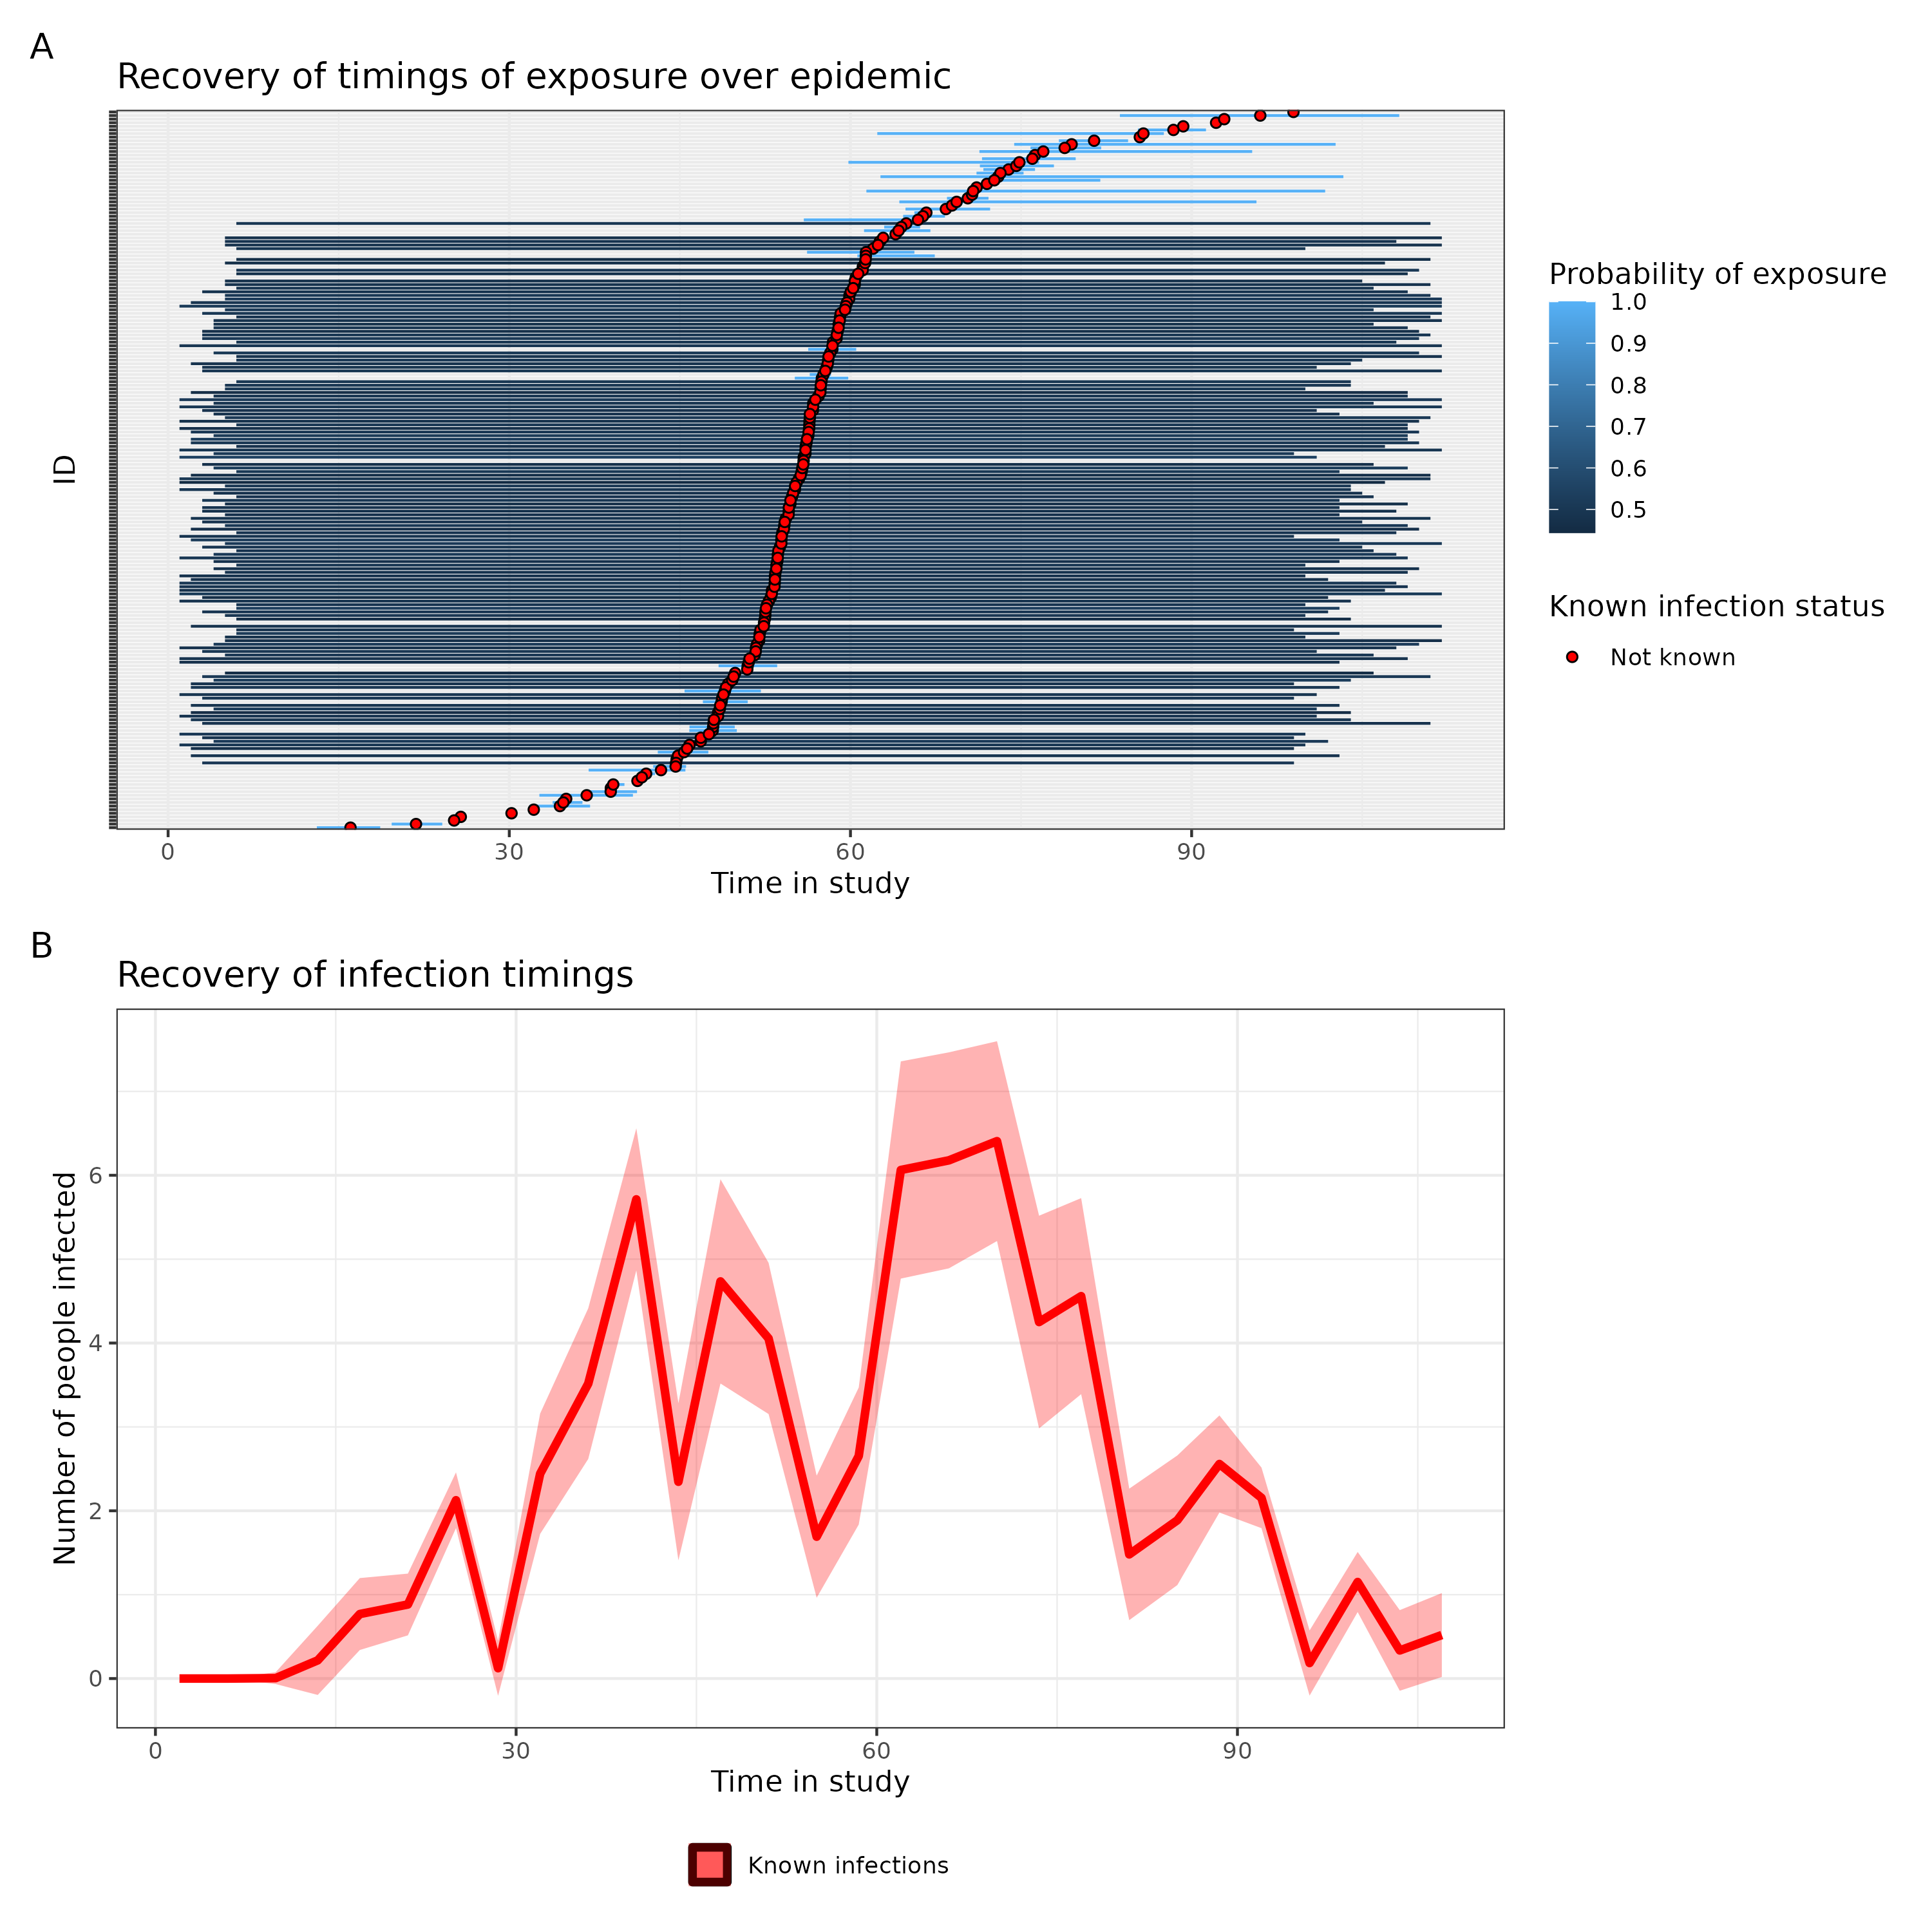 A
Recovery of timings of exposure over epidemic
ID
0 30 60 90
Time in study
Probability of exposure
1.0
0.9
0.8
0.7
0.6
0.5
Known infection status
Not known
B
Recovery of infection timings
Number of people infected
6
4
2
0
0 30 60 90
Time in study
Known infections